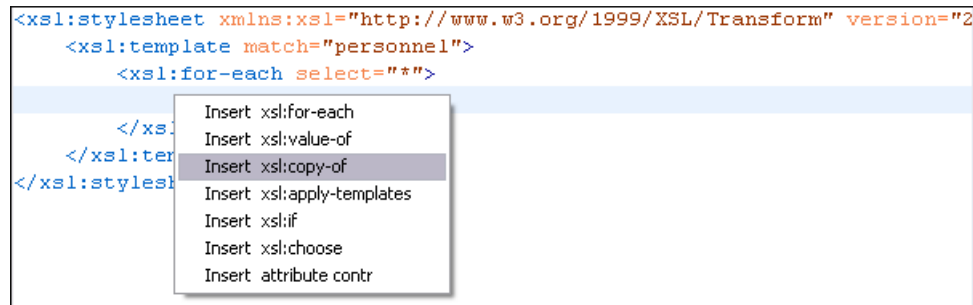 <xsl:stylesheet xmlns:xsl="http://www.w3.org/1999/XSL/Transform" version="2
<xsl:template match="personnel">
<xsl:for-each select="*">
</xs
</xsl:ter
</xsl:stylesh
Insert xsl:for-each
Insert xsl:value-of
Insert xsl:copy-of
Insert xsl:apply-templates
Insert xsl:if
Insert xsl:choose
Insert attribute contr